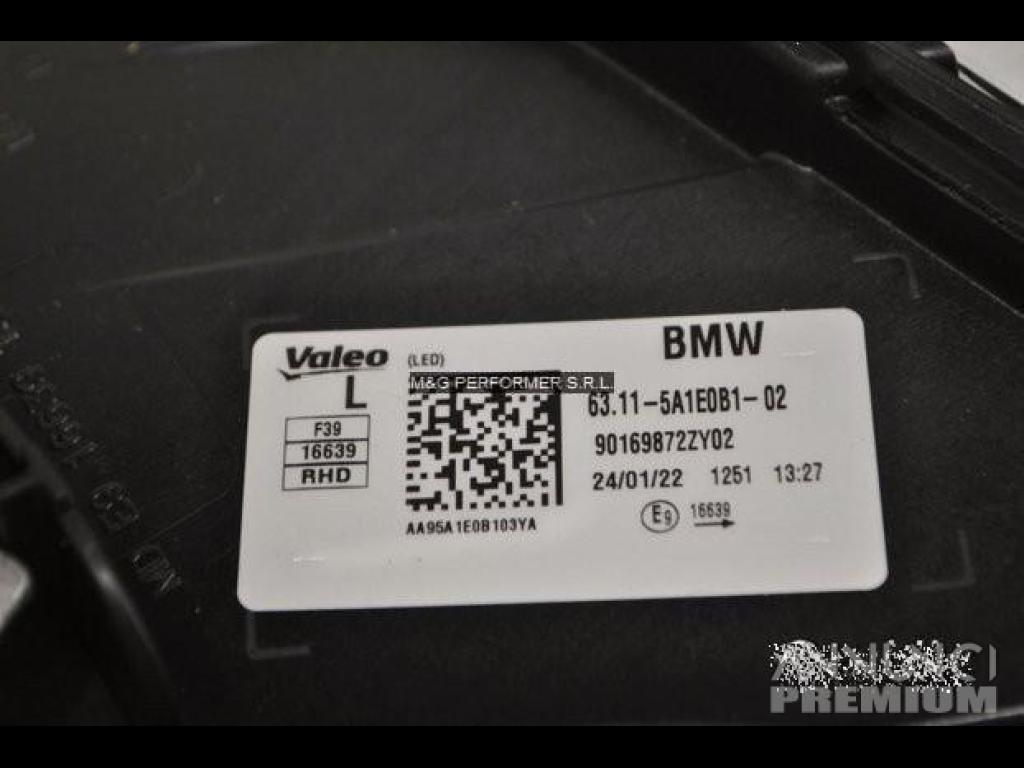 Valeo (LED) BMW
L
M&G PERFORMER S.R.L.
63.11-5A1E0B1-02
F39
16639
RHD
90169872ZY02
24/01/22 1251 13:27
E9 16639
AA95A1E0B103YA
ANNUNCI
PREMIUM